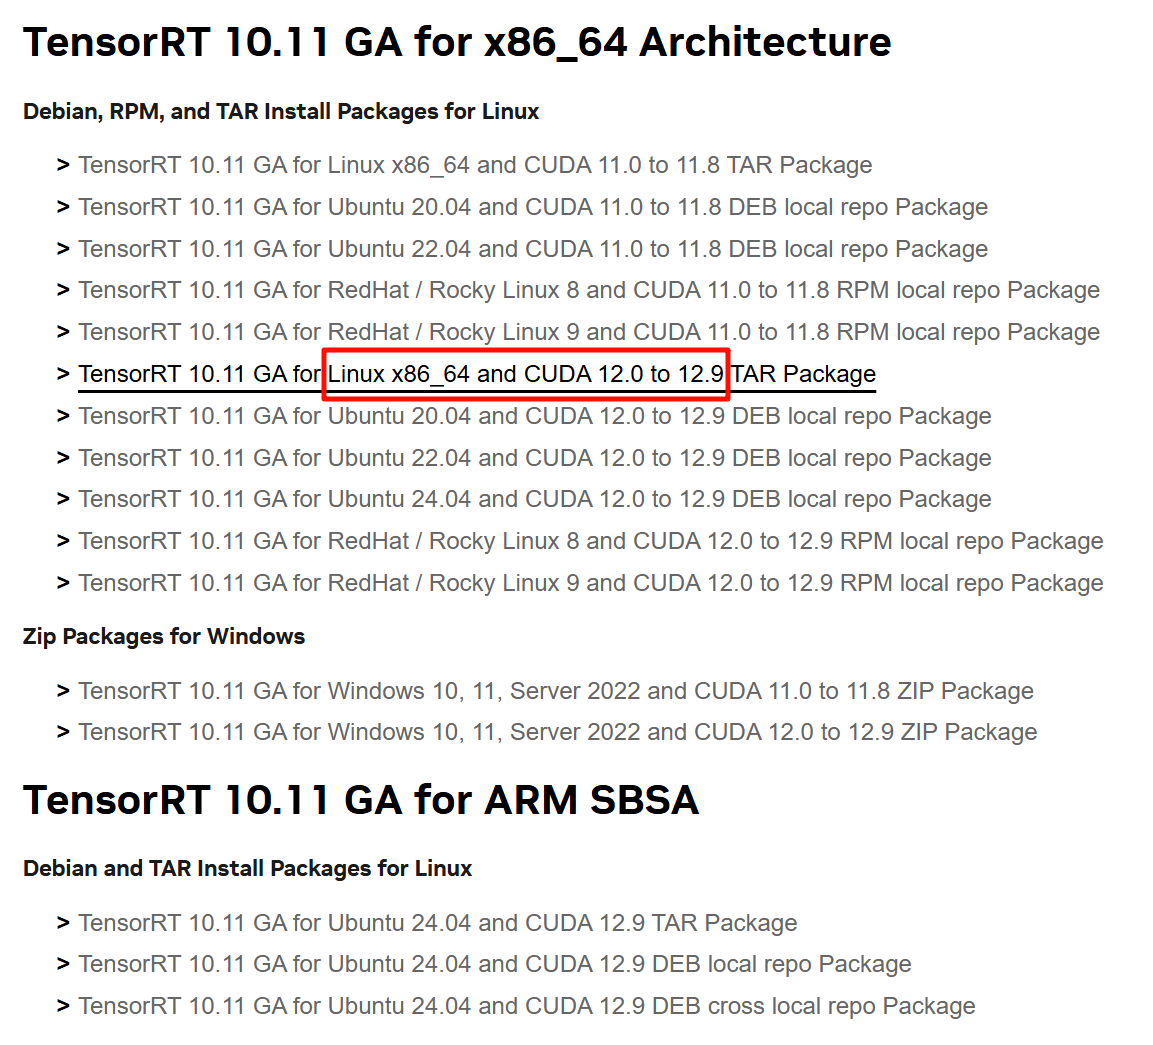 TensorRT 10.11 GA for x86_64 Architecture
Debian, RPM, and TAR Install Packages for Linux
> TensorRT 10.11 GA for Linux x86_64 and CUDA 11.0 to 11.8 TAR Package
> TensorRT 10.11 GA for Ubuntu 20.04 and CUDA 11.0 to 11.8 DEB local repo Package
> TensorRT 10.11 GA for Ubuntu 22.04 and CUDA 11.0 to 11.8 DEB local repo Package
> TensorRT 10.11 GA for RedHat / Rocky Linux 8 and CUDA 11.0 to 11.8 RPM local repo Package
> TensorRT 10.11 GA for RedHat / Rocky Linux 9 and CUDA 11.0 to 11.8 RPM local repo Package
> TensorRT 10.11 GA for Linux x86_64 and CUDA 12.0 to 12.9 TAR Package
> TensorRT 10.11 GA for Ubuntu 20.04 and CUDA 12.0 to 12.9 DEB local repo Package
> TensorRT 10.11 GA for Ubuntu 22.04 and CUDA 12.0 to 12.9 DEB local repo Package
> TensorRT 10.11 GA for Ubuntu 24.04 and CUDA 12.0 to 12.9 DEB local repo Package
> TensorRT 10.11 GA for RedHat / Rocky Linux 8 and CUDA 12.0 to 12.9 RPM local repo Package
> TensorRT 10.11 GA for RedHat / Rocky Linux 9 and CUDA 12.0 to 12.9 RPM local repo Package
Zip Packages for Windows
> TensorRT 10.11 GA for Windows 10, 11, Server 2022 and CUDA 11.0 to 11.8 ZIP Package
> TensorRT 10.11 GA for Windows 10, 11, Server 2022 and CUDA 12.0 to 12.9 ZIP Package
TensorRT 10.11 GA for ARM SBSA
Debian and TAR Install Packages for Linux
> TensorRT 10.11 GA for Ubuntu 24.04 and CUDA 12.9 TAR Package
> TensorRT 10.11 GA for Ubuntu 24.04 and CUDA 12.9 DEB local repo Package
> TensorRT 10.11 GA for Ubuntu 24.04 and CUDA 12.9 DEB cross local repo Package